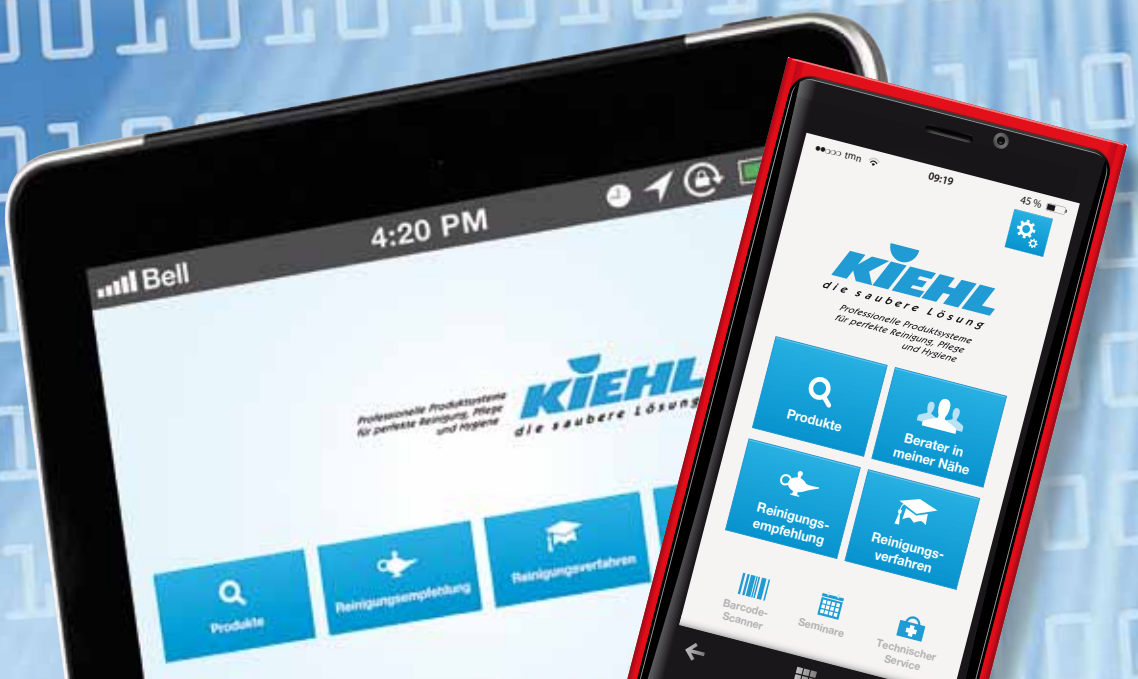 Bell
4:20 PM
Professionelle Produktsysteme
für perfekte Reinigung, Pflege
und Hygiene
KIEHL
die saubere Lösung
Produkte
Reinigungsempfehlung
Reinigungsverfahren
tmn
09:19
45 %
KIEHL
die saubere Lösung
Professionelle Produktsysteme
für perfekte Reinigung, Pflege
und Hygiene
Produkte
Berater in
meiner Nähe
Reinigungs-
empfehlung
Reinigungs-
verfahren
Barcode-
Scanner
Seminare
Technischer
Service